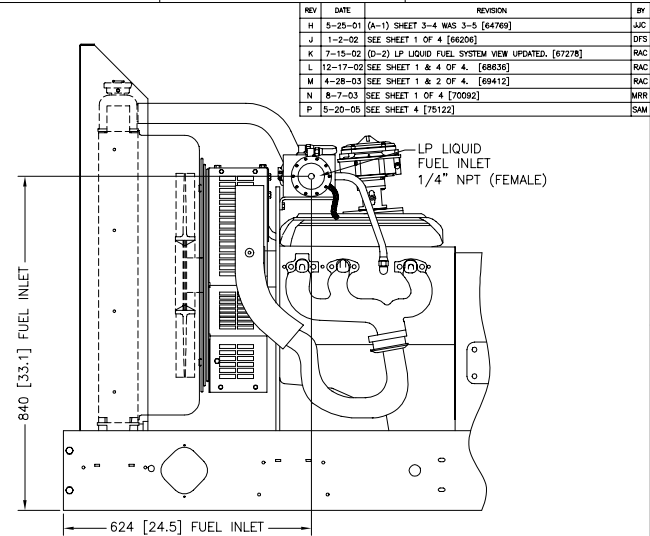 REV DATE REVISION BY
H 5-25-01 (A-1) SHEET 3-4 WAS 3-5 [64769] JJC
J 1-2-02 SEE SHEET 1 OF 4 [66206] DFS
K 7-15-02 (D-2) LP LIQUID FUEL SYSTEM VIEW UPDATED. [67278] RAC
L 12-17-02 SEE SHEET 1 & 4 OF 4. [68636] RAC
M 4-28-03 SEE SHEET 1 & 2 OF 4. [69412] RAC
N 8-7-03 SEE SHEET 1 OF 4 [70092] MRR
P 5-20-05 SEE SHEET 4 [75122] SAM
LP LIQUID
FUEL INLET
1/4" NPT (FEMALE)
840 [33.1] FUEL INLET
624 [24.5] FUEL INLET